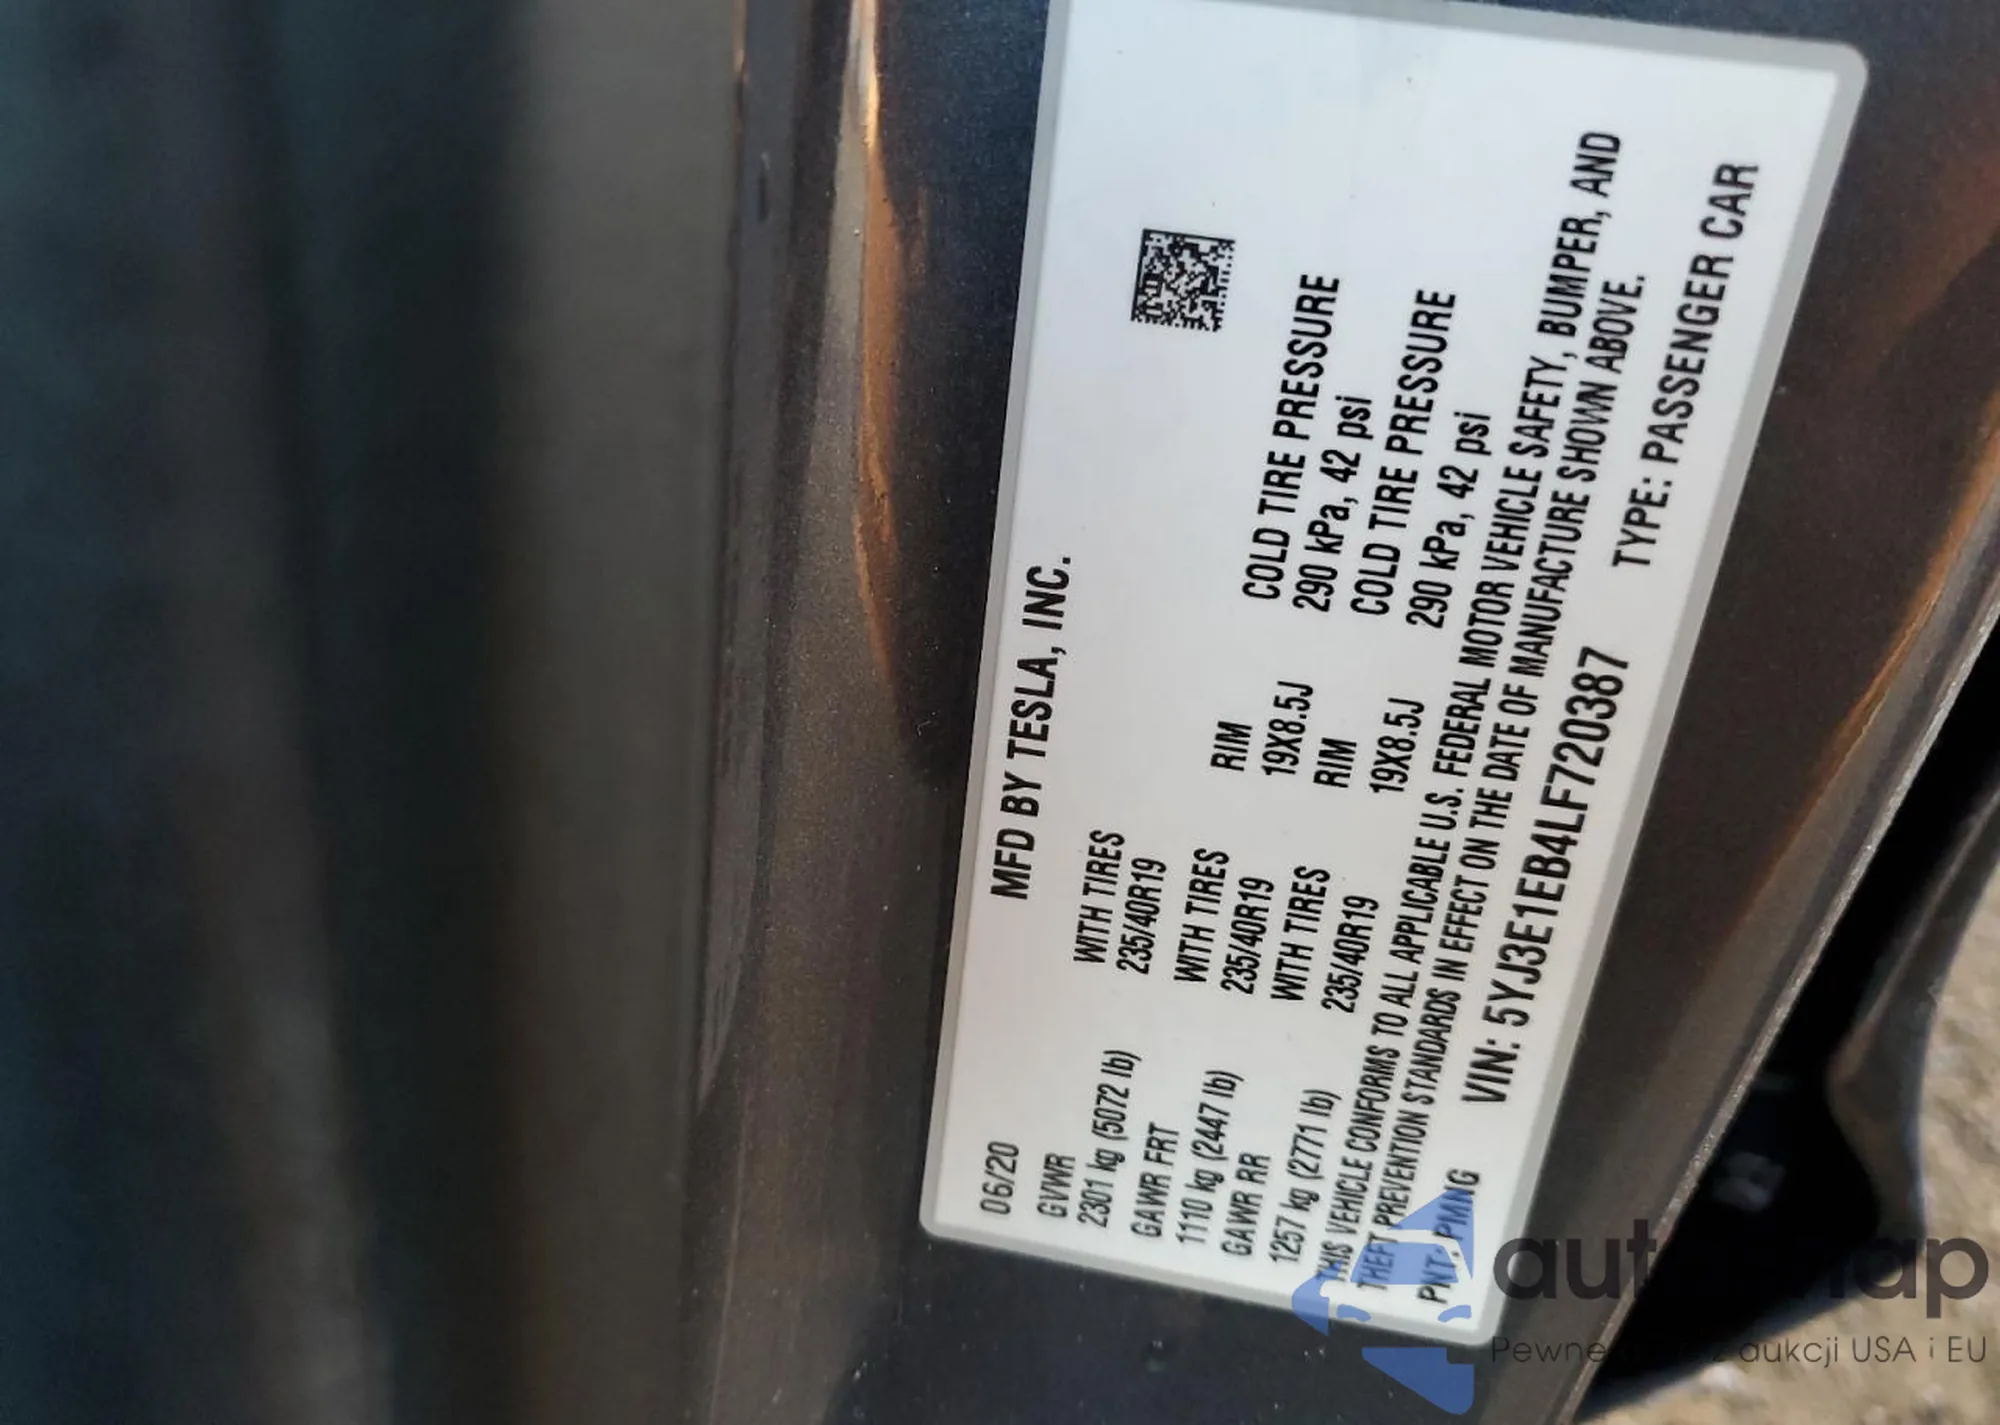 MFD BY TESLA, INC.
06/20
GVWR WITH TIRES RIM COLD TIRE PRESSURE
2301 kg (5072 lb) 235/40R19 19X8.5J 290 kPa, 42 psi
GAWR FRT WITH TIRES RIM COLD TIRE PRESSURE
1110 kg (2447 lb) 235/40R19 19X8.5J 290 kPa, 42 psi
GAWR RR WITH TIRES
1257 kg (2771 lb) 235/40R19
THIS VEHICLE CONFORMS TO ALL APPLICABLE U.S. FEDERAL MOTOR VEHICLE SAFETY, BUMPER, AND
THEFT PREVENTION STANDARDS IN EFFECT ON THE DATE OF MANUFACTURE SHOWN ABOVE.
PNT: PMNG VIN: 5YJ3E1EB4LF720387 TYPE: PASSENGER CAR
Pewne aukcji USA i EU